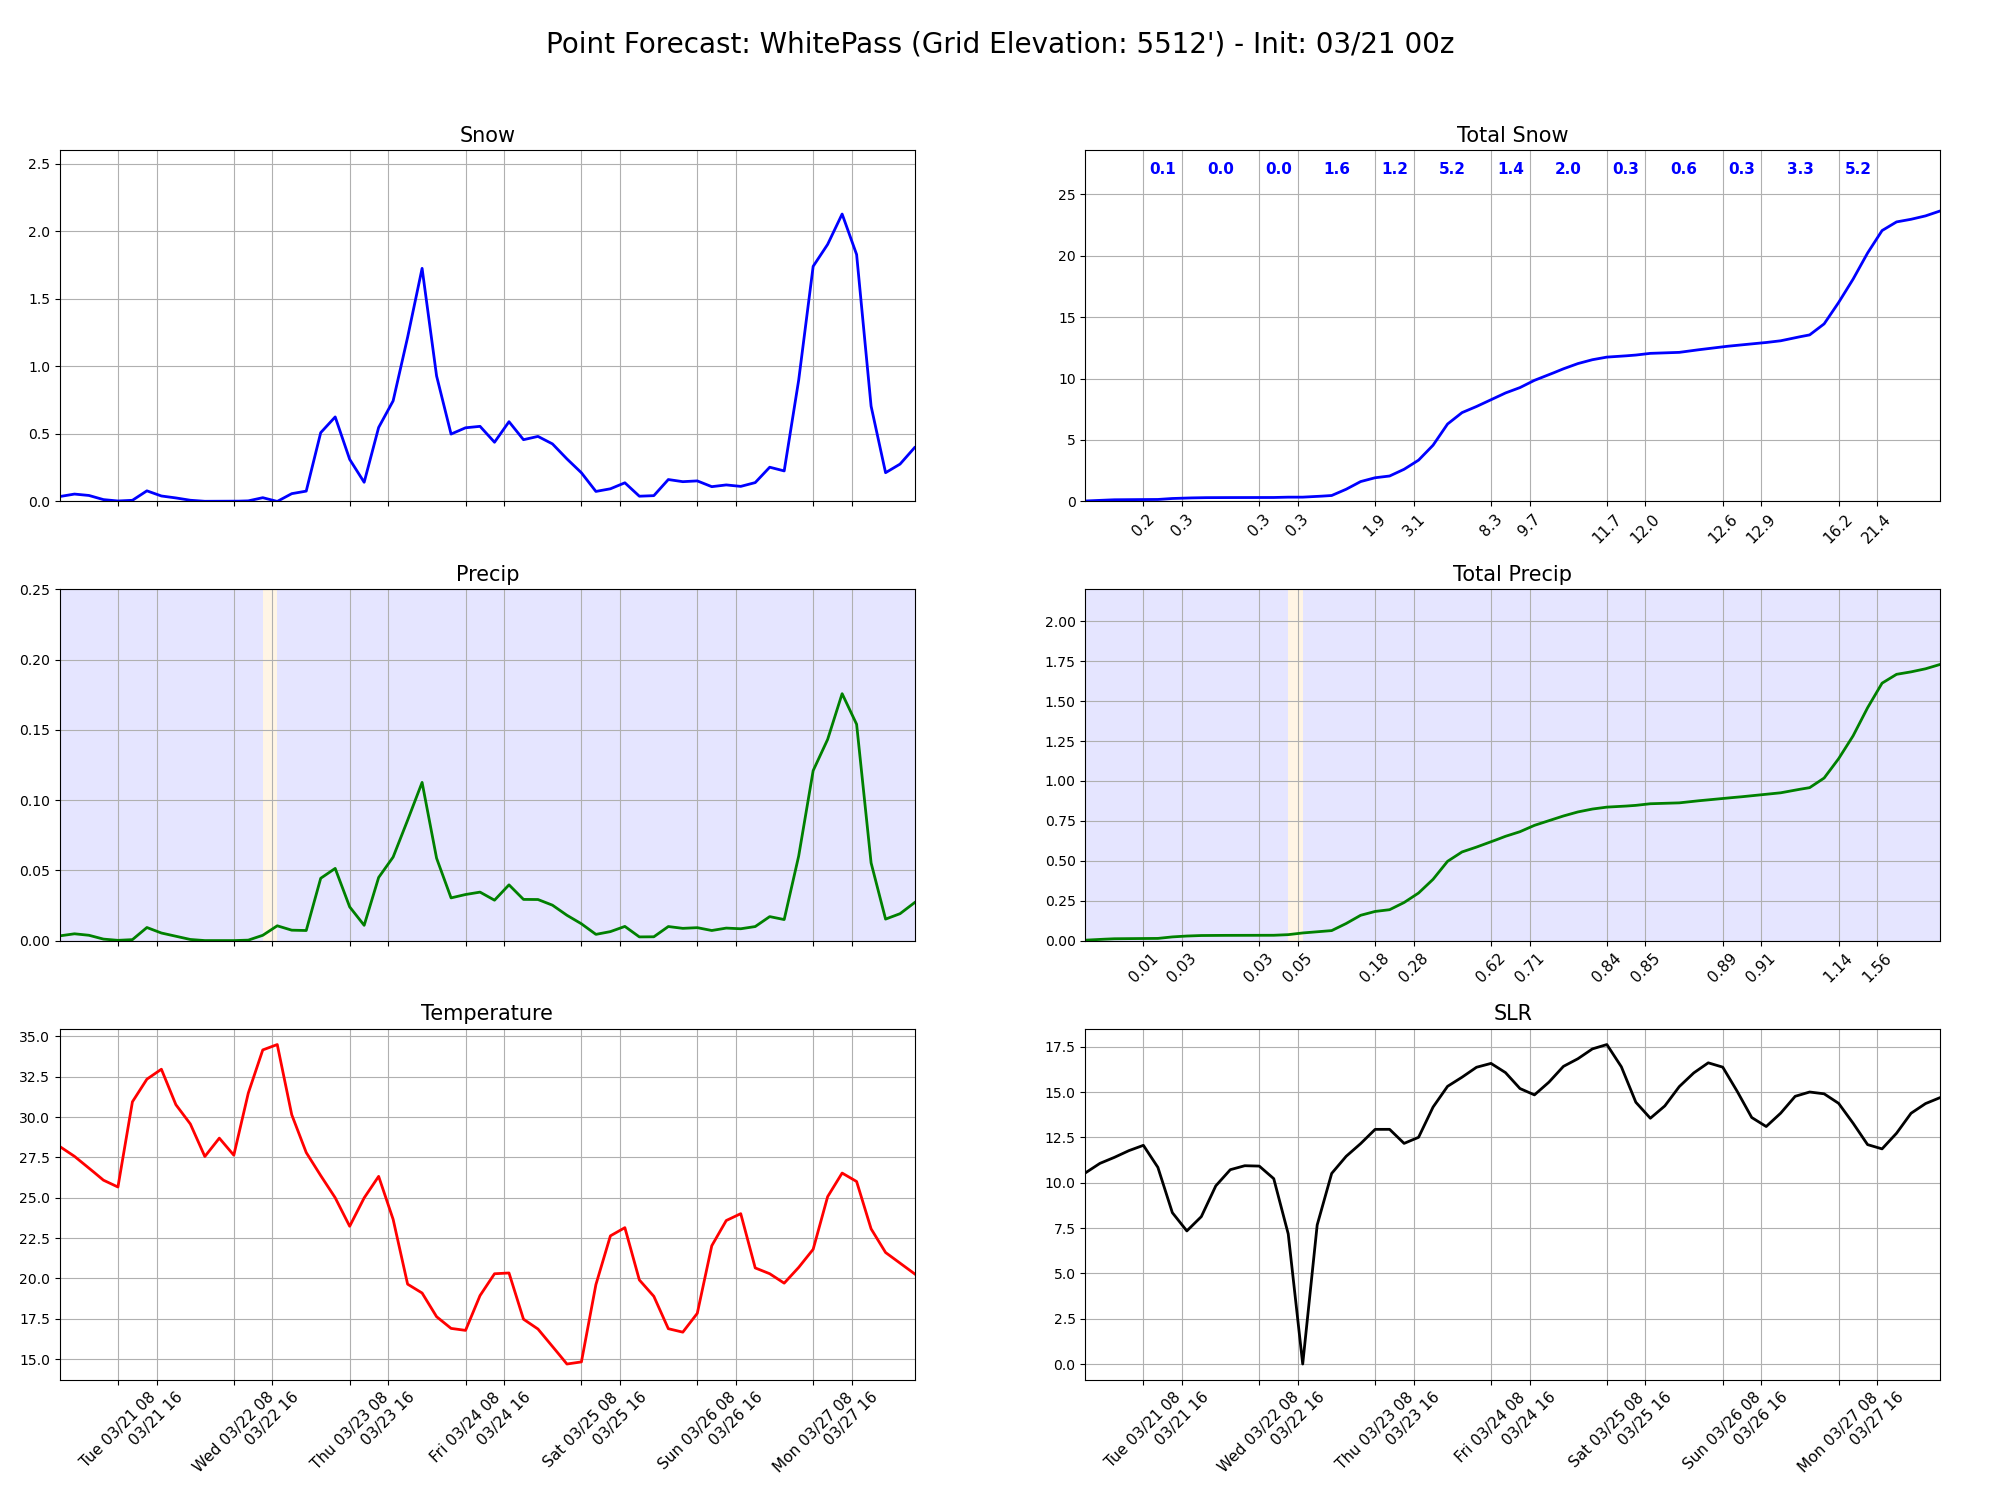 Point Forecast: WhitePass (Grid Elevation: 5512') - Init: 03/21 00z
Snow
2.5
2.0
1.5
1.0
0.5
0.0
Total Snow
0.1 0.0 0.0 1.6 1.2 5.2 1.4 2.0 0.3 0.6 0.3 3.3 5.2
25
20
15
10
5
0
0.2 0.3 0.3 0.3 1.9 3.1 8.3 9.7 11.7 12.0 12.6 12.9 16.2 21.4
Precip
0.25
0.20
0.15
0.10
0.05
0.00
Total Precip
2.00
1.75
1.50
1.25
1.00
0.75
0.50
0.25
0.00
0.01 0.03 0.03 0.05 0.18 0.28 0.62 0.71 0.84 0.85 0.89 0.91 1.14 1.56
Temperature
35.0
32.5
30.0
27.5
25.0
22.5
20.0
17.5
15.0
Tue 03/21 08
03/21 16
Wed 03/22 08
03/22 16
Thu 03/23 08
03/23 16
Fri 03/24 08
03/24 16
Sat 03/25 08
03/25 16
Sun 03/26 08
03/26 16
Mon 03/27 08
03/27 16
SLR
17.5
15.0
12.5
10.0
7.5
5.0
2.5
0.0
Tue 03/21 08
03/21 16
Wed 03/22 08
03/22 16
Thu 03/23 08
03/23 16
Fri 03/24 08
03/24 16
Sat 03/25 08
03/25 16
Sun 03/26 08
03/26 16
Mon 03/27 08
03/27 16